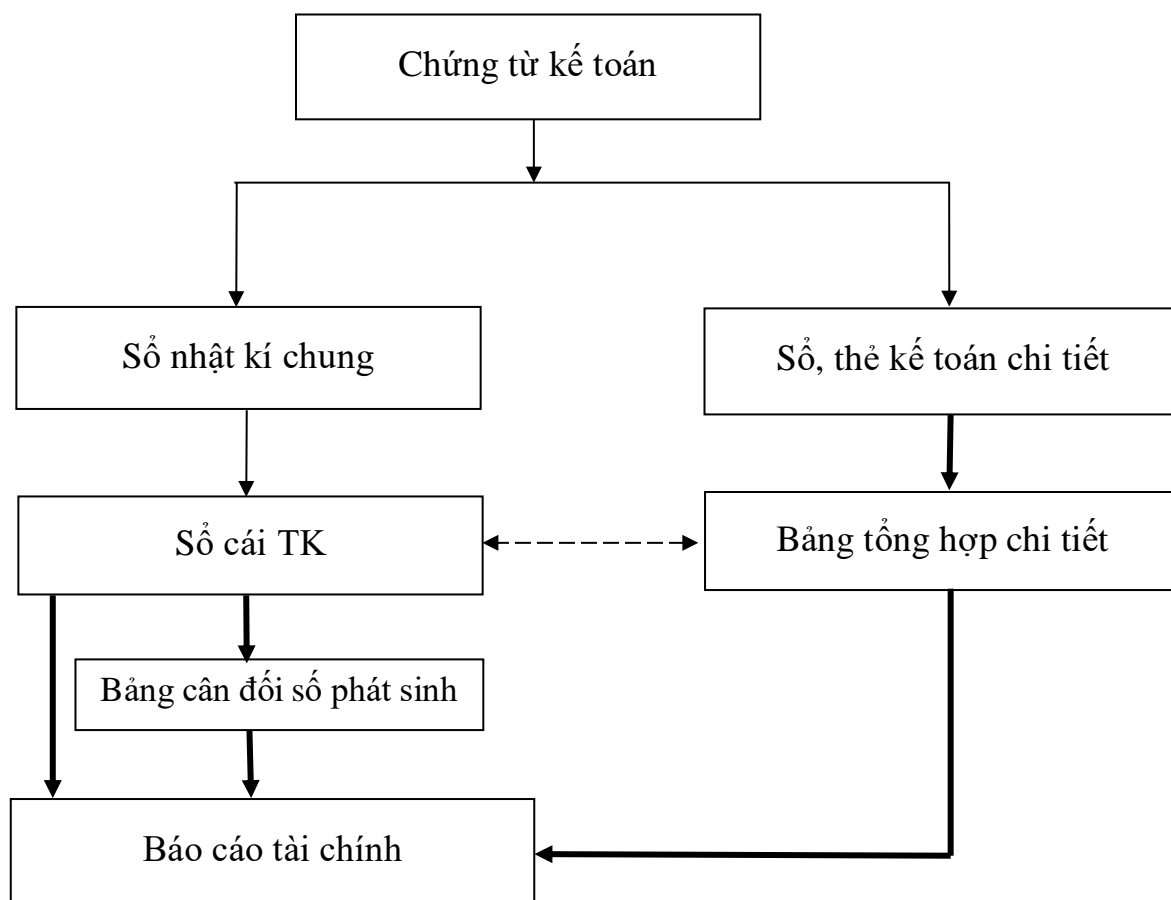 Chứng từ kế toán
Sổ nhật kí chung
Sổ, thẻ kế toán chi tiết
Sổ cái TK
Bảng tổng hợp chi tiết
Bảng cân đối số phát sinh
Báo cáo tài chính